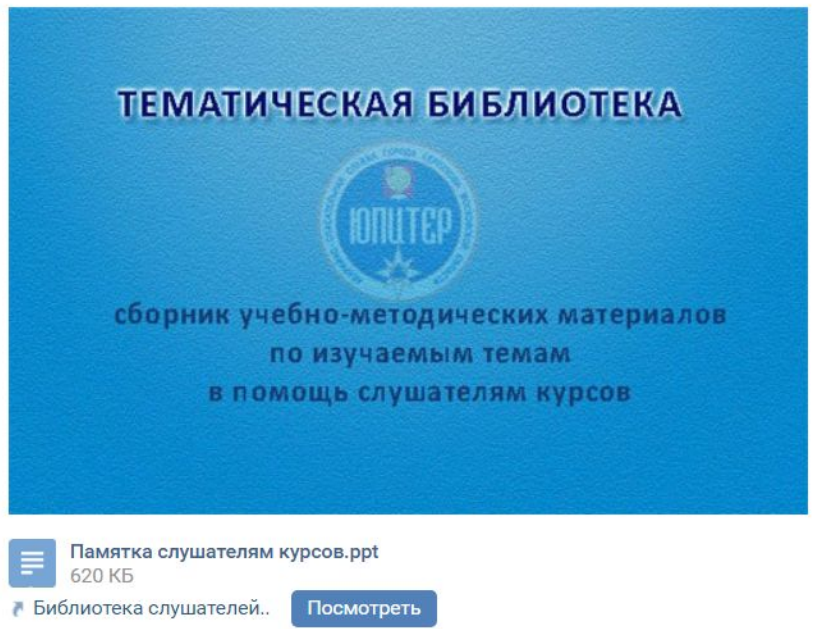 ТЕМАТИЧЕСКАЯ БИБЛИОТЕКА
ЮПИТЕР
сборник учебно-методических материалов
по изучаемым темам
в помощь слушателям курсов
Памятка слушателям курсов.ppt
620 КБ
Библиотека слушателей..
Посмотреть